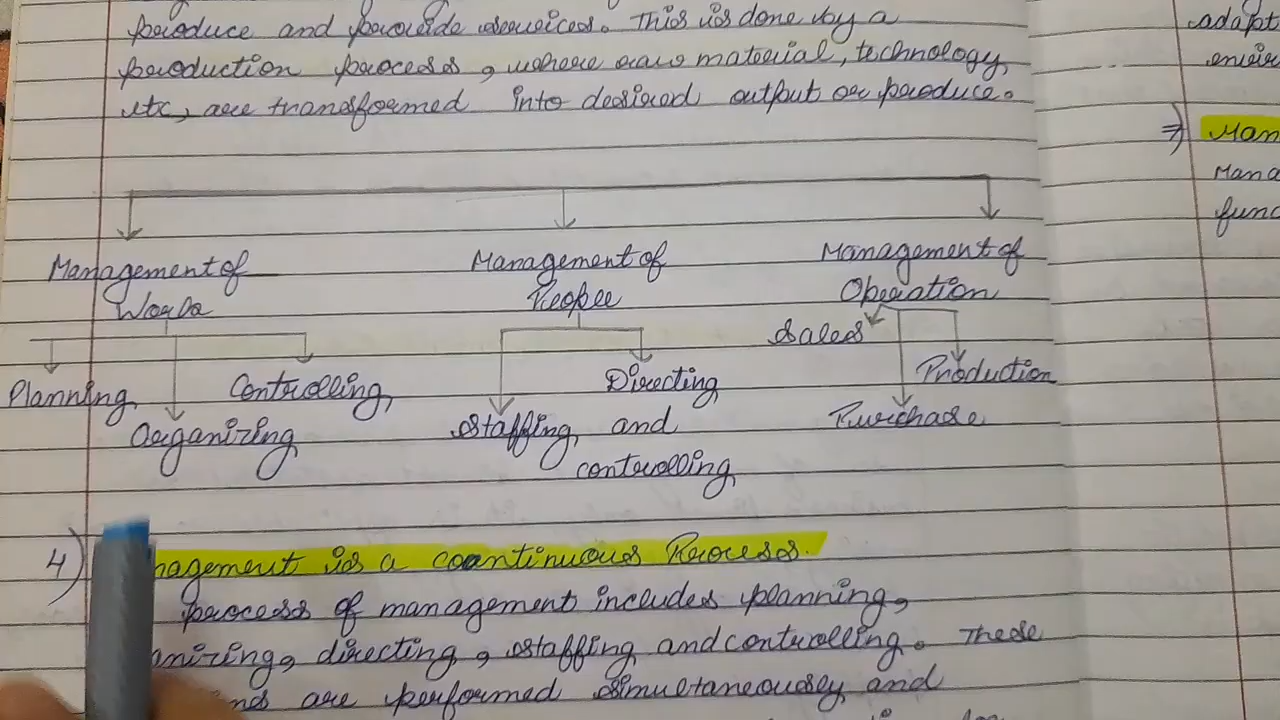 produce and provide services. This is done by a
production process, where raw material, technology,
etc, are transformed into desired output or produce.
Management of
Work
Management of
People
Management of
Operation
Planning
Organizing
Controlling
Staffing
Directing
and
controlling
Sales
Purchase
Production
4) nagement is a continuous Process.
process of management includes planning,
nizing, directing, staffing and controlling. These
are performed simultaneously and
adapt
envir
⇒ Man
Mana
func